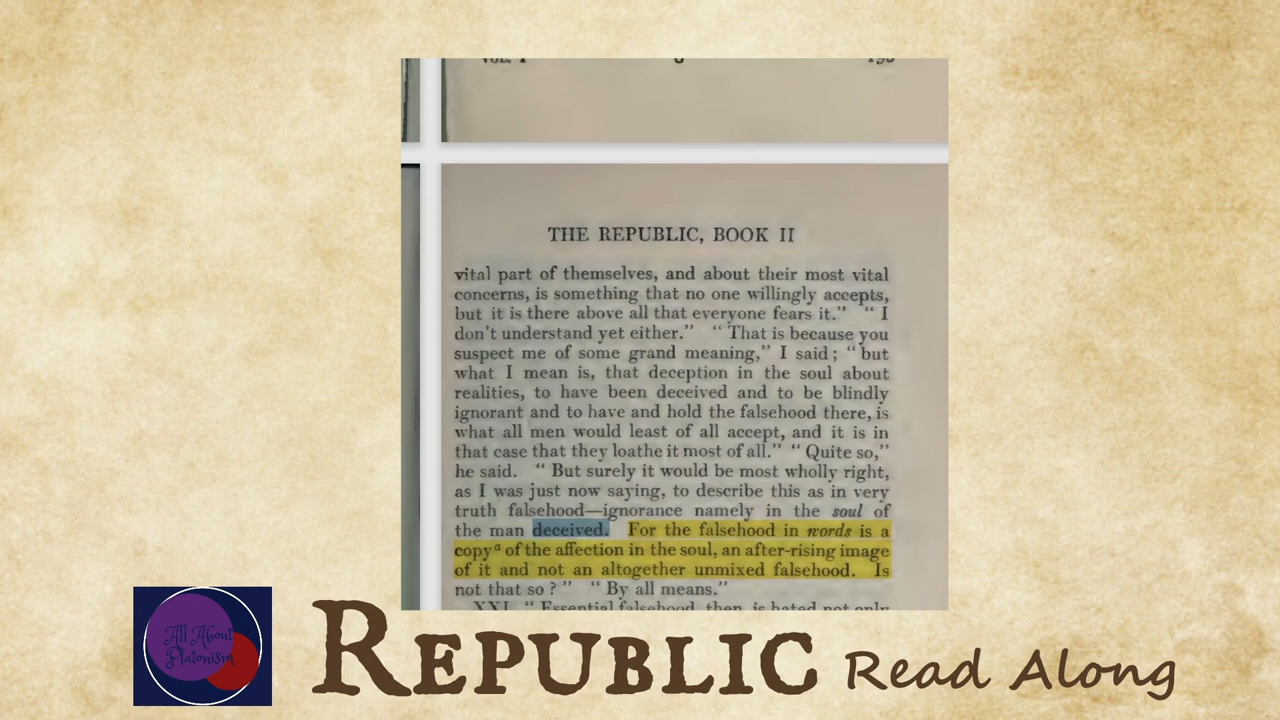 THE REPUBLIC, BOOK II
vital part of themselves, and about their most vital
concerns, is something that no one willingly accepts,
but it is there above all that everyone fears it.” “ I
don’t understand yet either.” “ That is because you
suspect me of some grand meaning,” I said ; “ but
what I mean is, that deception in the soul about
realities, to have been deceived and to be blindly
ignorant and to have and hold the falsehood there, is
what all men would least of all accept, and it is in
that case that they loathe it most of all.” “ Quite so,”
he said. “ But surely it would be most wholly right,
as I was just now saying, to describe this as in very
truth falsehood—ignorance namely in the soul of
the man deceived. For the falsehood in words is a
copy a of the affection in the soul, an after-rising image
of it and not an altogether unmixed falsehood. Is
not that so ? ” “ By all means.”
XXI. “ Essential falsehood, then, is hated not only
All About
Platonism
REPUBLIC Read Along